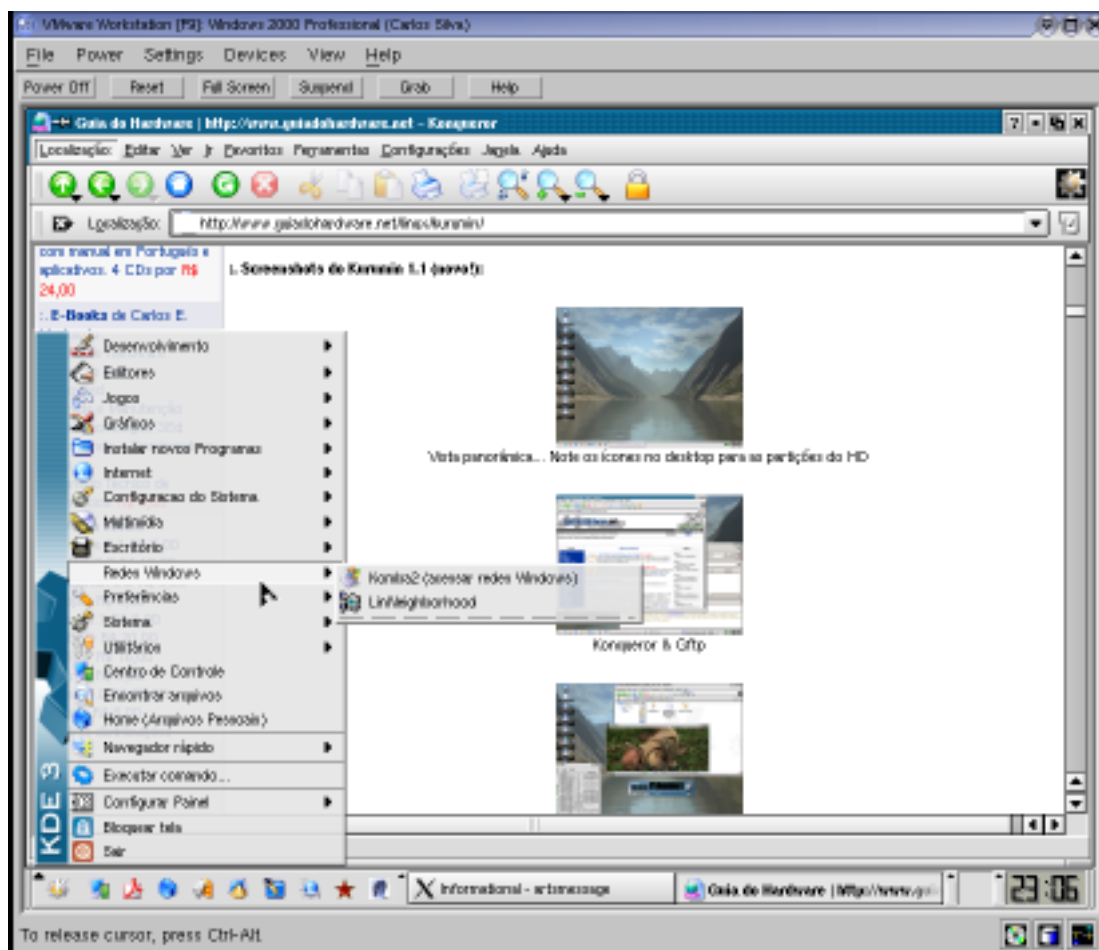 VMware Workstation [F9]: Windows 2000 Professional (Carlos Silva)
File Power Settings Devices View Help
Power Off Reset Full Screen Suspend Grab Help
Guia do Hardware | http://www.guiadohardware.net - Konqueror
Localização: Editar Ver Ir Favoritos Ferramentas Configurações Janela Ajuda
Localização: http://www.guiadohardware.net/linux/kurumin/
com manual em Português e
aplicativos. 4 CDs por R$
24,00
:. Screenshots do Kurumin 1.1 (novo!):
:. E-Books de Carlos E.
Desenvolvimento
Editores
Jogos
Gráficos
Instalar novos Programas
Internet
Configuracao do Sistema
Multimídia
Escritório
Redes Windows
Preferências
Sistema
Utilitários
Centro de Controle
Encontrar arquivos
Home (Arquivos Pessoais)
Navegador rápido
Executar comando...
Configurar Painel
Bloquear tela
Sair
KDE 3
Komba2 (acessar redes Windows)
LinNeighborhood
Vista panorâmica... Note os ícones no desktop para as partições do HD
Konqueror & Gftp
Informational - artsmessage
Guia do Hardware | http://www.gui
23:06
To release cursor, press Ctrl-Alt